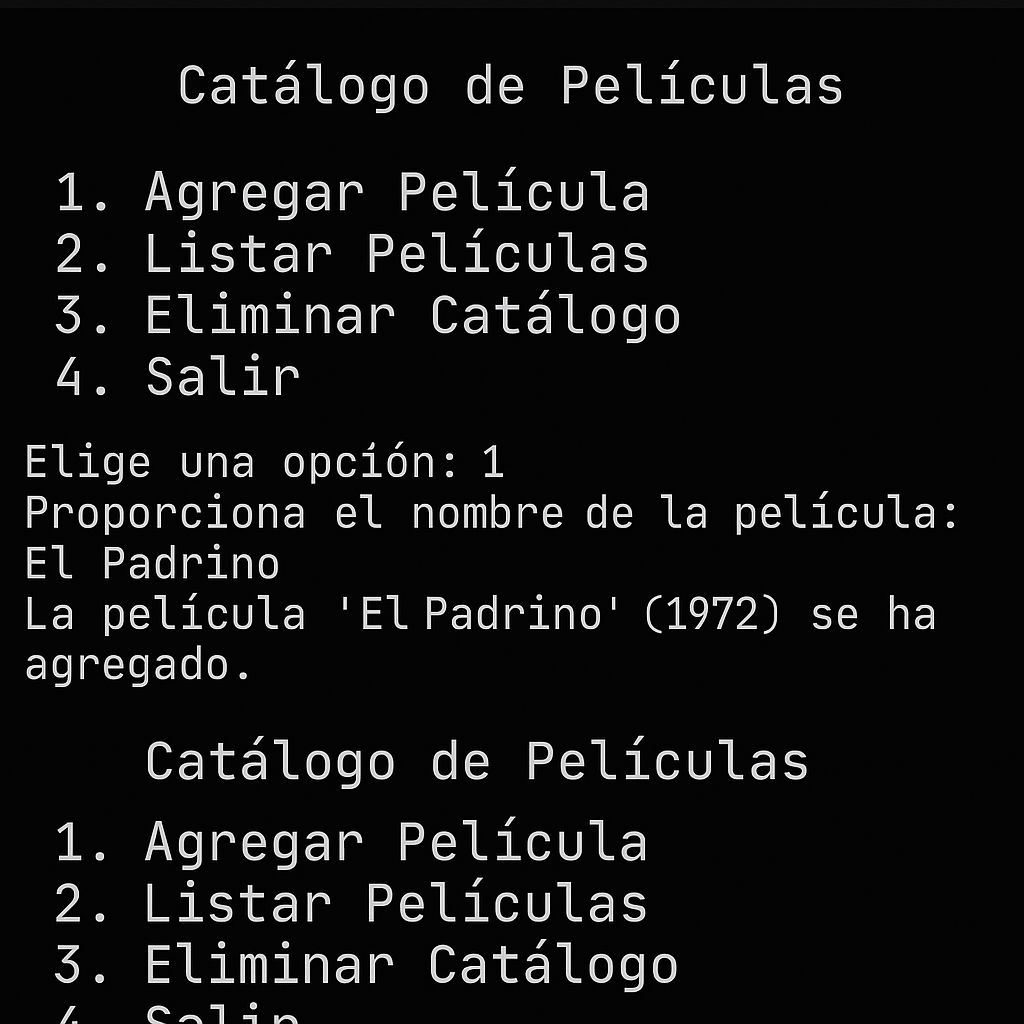 Catálogo de Películas
1. Agregar Película
2. Listar Películas
3. Eliminar Catálogo
4. Salir
Elige una opción: 1
Proporciona el nombre de la película:
El Padrino
La película 'El Padrino' (1972) se ha
agregado.
Catálogo de Películas
1. Agregar Película
2. Listar Películas
3. Eliminar Catálogo
4. Salir